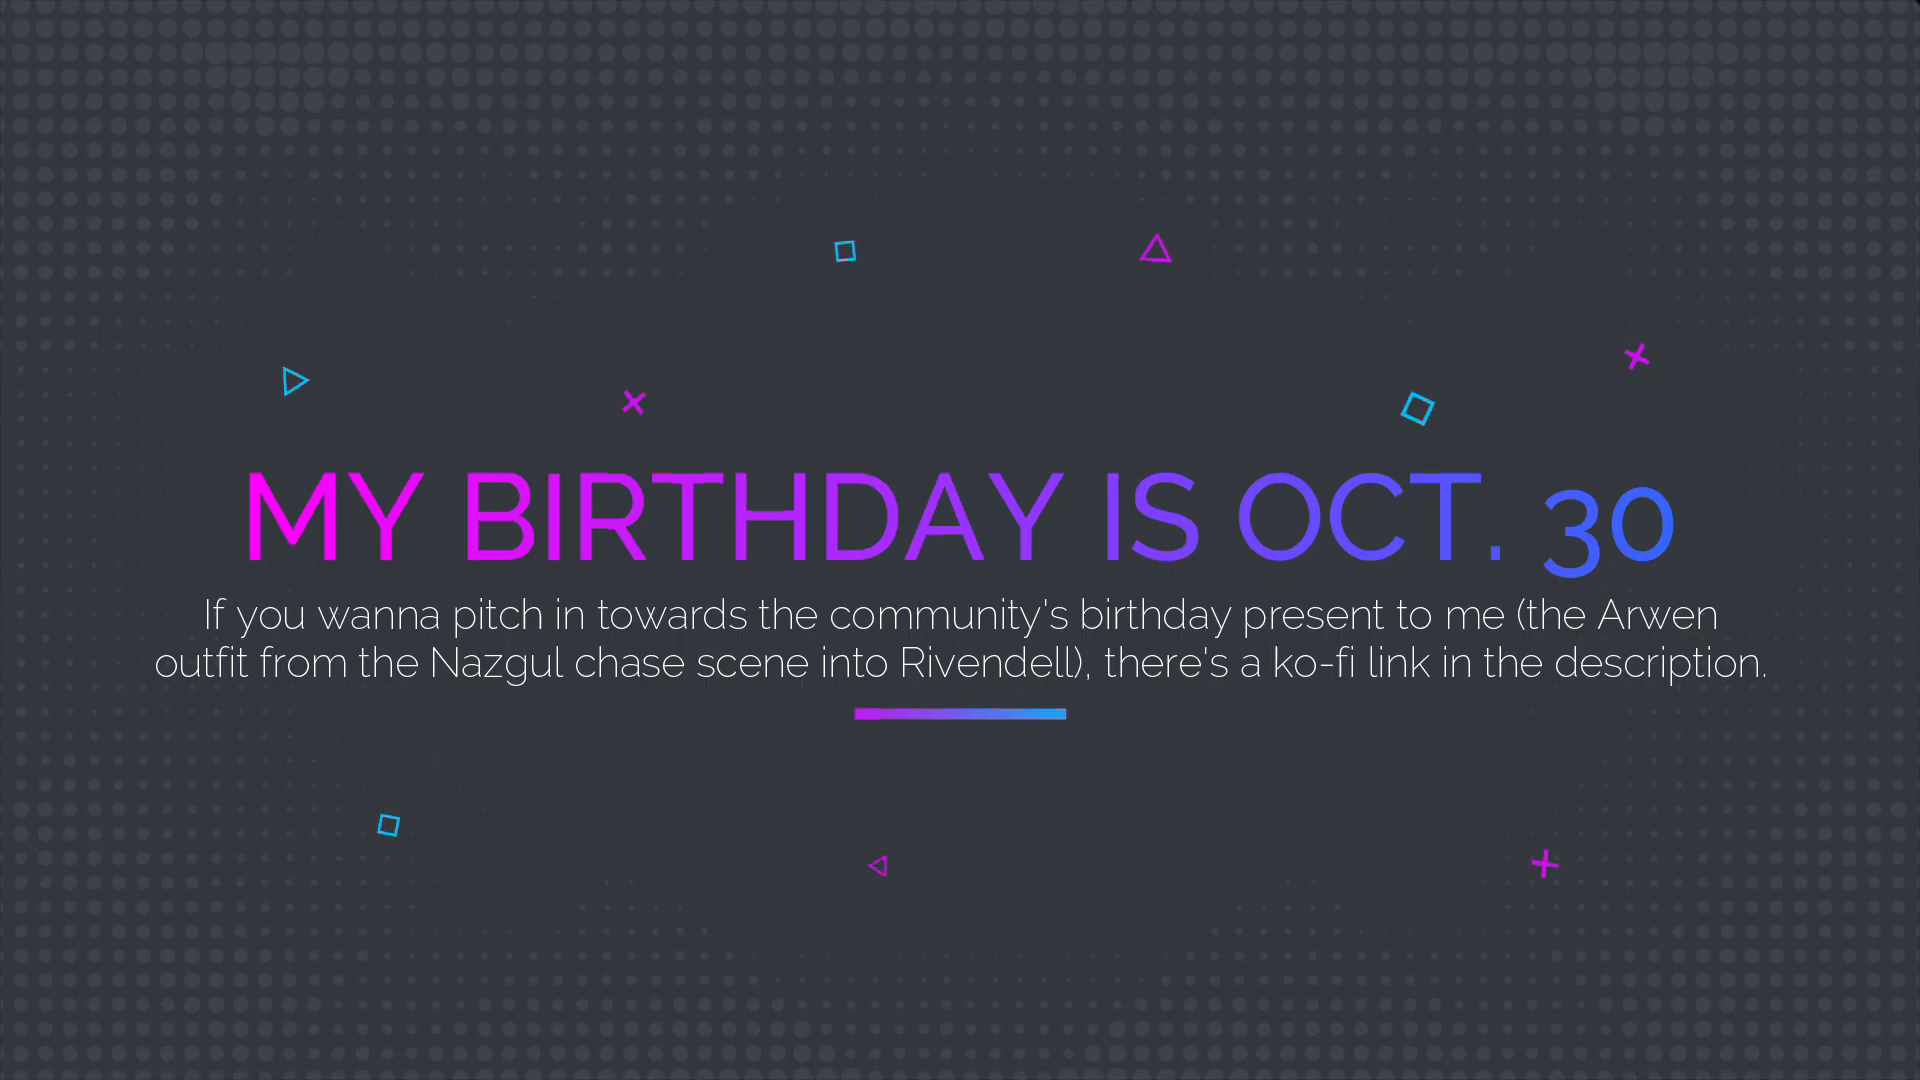 MY BIRTHDAY IS OCT. 30
If you wanna pitch in towards the community's birthday present to me (the Arwen
outfit from the Nazgul chase scene into Rivendell), there's a ko-fi link in the description.